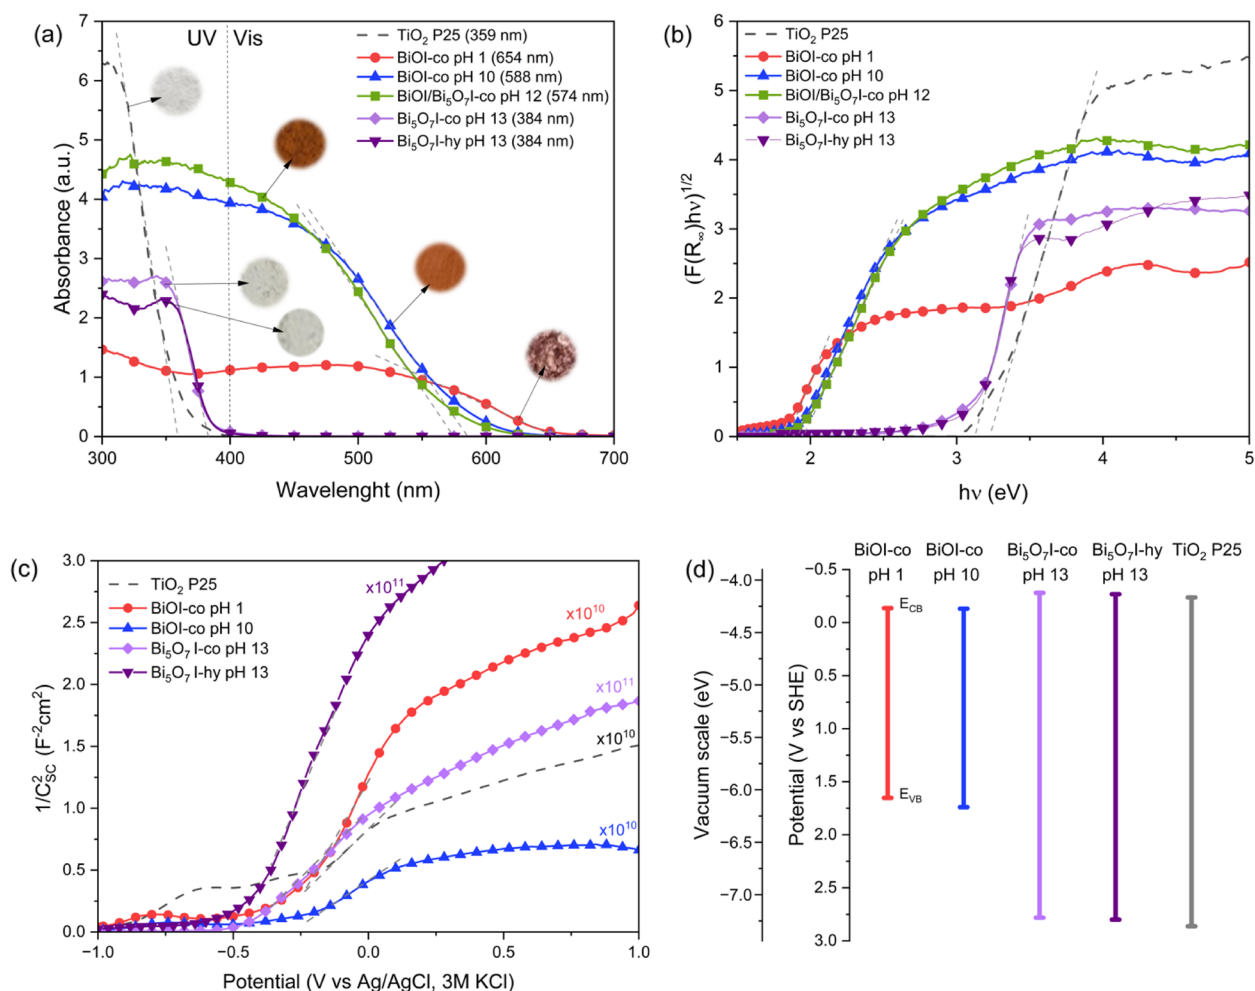 (a)
UV Vis
TiO₂ P25 (359 nm)
BiOI-co pH 1 (654 nm)
BiOI-co pH 10 (588 nm)
BiOI/Bi₅O₇I-co pH 12 (574 nm)
Bi₅O₇I-co pH 13 (384 nm)
Bi₅O₇I-hy pH 13 (384 nm)
7
6
5
4
3
2
1
0
Absorbance (a.u.)
300 400 500 600 700
Wavelenght (nm)
(b)
TiO₂ P25
BiOI-co pH 1
BiOI-co pH 10
BiOI/Bi₅O₇I-co pH 12
Bi₅O₇I-co pH 13
Bi₅O₇I-hy pH 13
6
5
4
3
2
1
0
(F(R∞)hν)^1/2
2 3 4 5
hν (eV)
(c)
TiO₂ P25
BiOI-co pH 1
BiOI-co pH 10
Bi₅O₇ I-co pH 13
Bi₅O₇ I-hy pH 13
x10¹¹
x10¹⁰
x10¹¹
x10¹⁰
x10¹⁰
3.0
2.5
2.0
1.5
1.0
0.5
0.0
1/C²SC (F⁻²cm²)
−1.0 −0.5 0.0 0.5 1.0
Potential (V vs Ag/AgCl, 3M KCl)
(d)
BiOI-co BiOI-co Bi₅O₇I-co Bi₅O₇I-hy TiO₂ P25
pH 1 pH 10 pH 13 pH 13
−4.0
−4.5
−5.0
−5.5
−6.0
−6.5
−7.0
Vacuum scale (eV)
−0.5
0.0
0.5
1.0
1.5
2.0
2.5
3.0
Potential (V vs SHE)
E_CB
E_VB